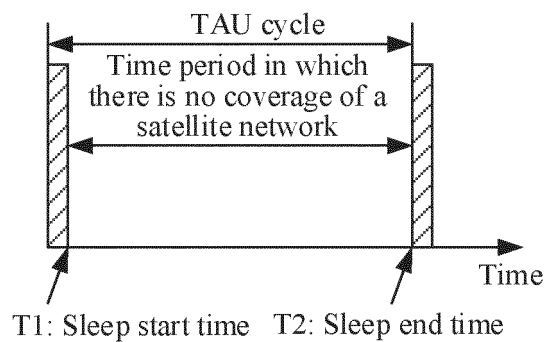 TAU cycle
Time period in which
there is no coverage of a
satellite network
Time
T1: Sleep start time
T2: Sleep end time